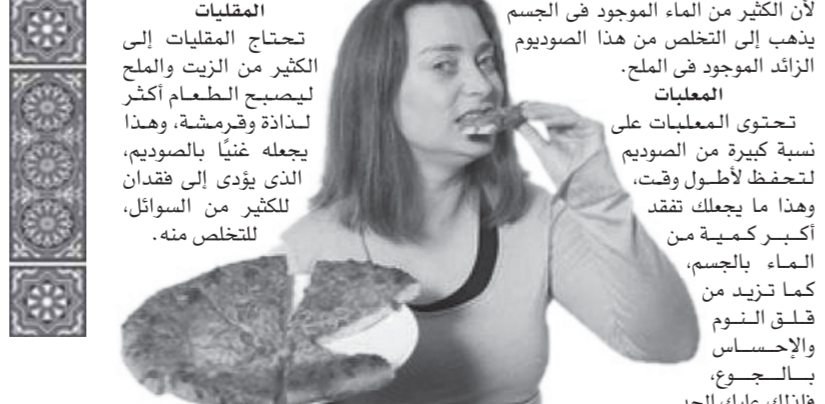 لأن الكثير من الماء الموجود فى الجسم
يذهب إلى التخلص من هذا الصوديوم
الزائد الموجود فى الملح.
المعلبات
تحتوى المعلبات على
نسبة كبيرة من الصوديم
لتحفظ لأطول وقت،
وهذا ما يجعلك تفقد
أكبر كمية من
الماء بالجسم،
كما تزيد من
قلق النوم
والإحساس
بالجوع،
المقليات
تحتاج المقليات إلى
الكثير من الزيت والملح
ليصبح الطعام أكثر
لذاذة وقرمشة، وهذا
يجعله غنيًا بالصوديم،
الذى يؤدى إلى فقدان
للكثير من السوائل،
للتخلص منه.